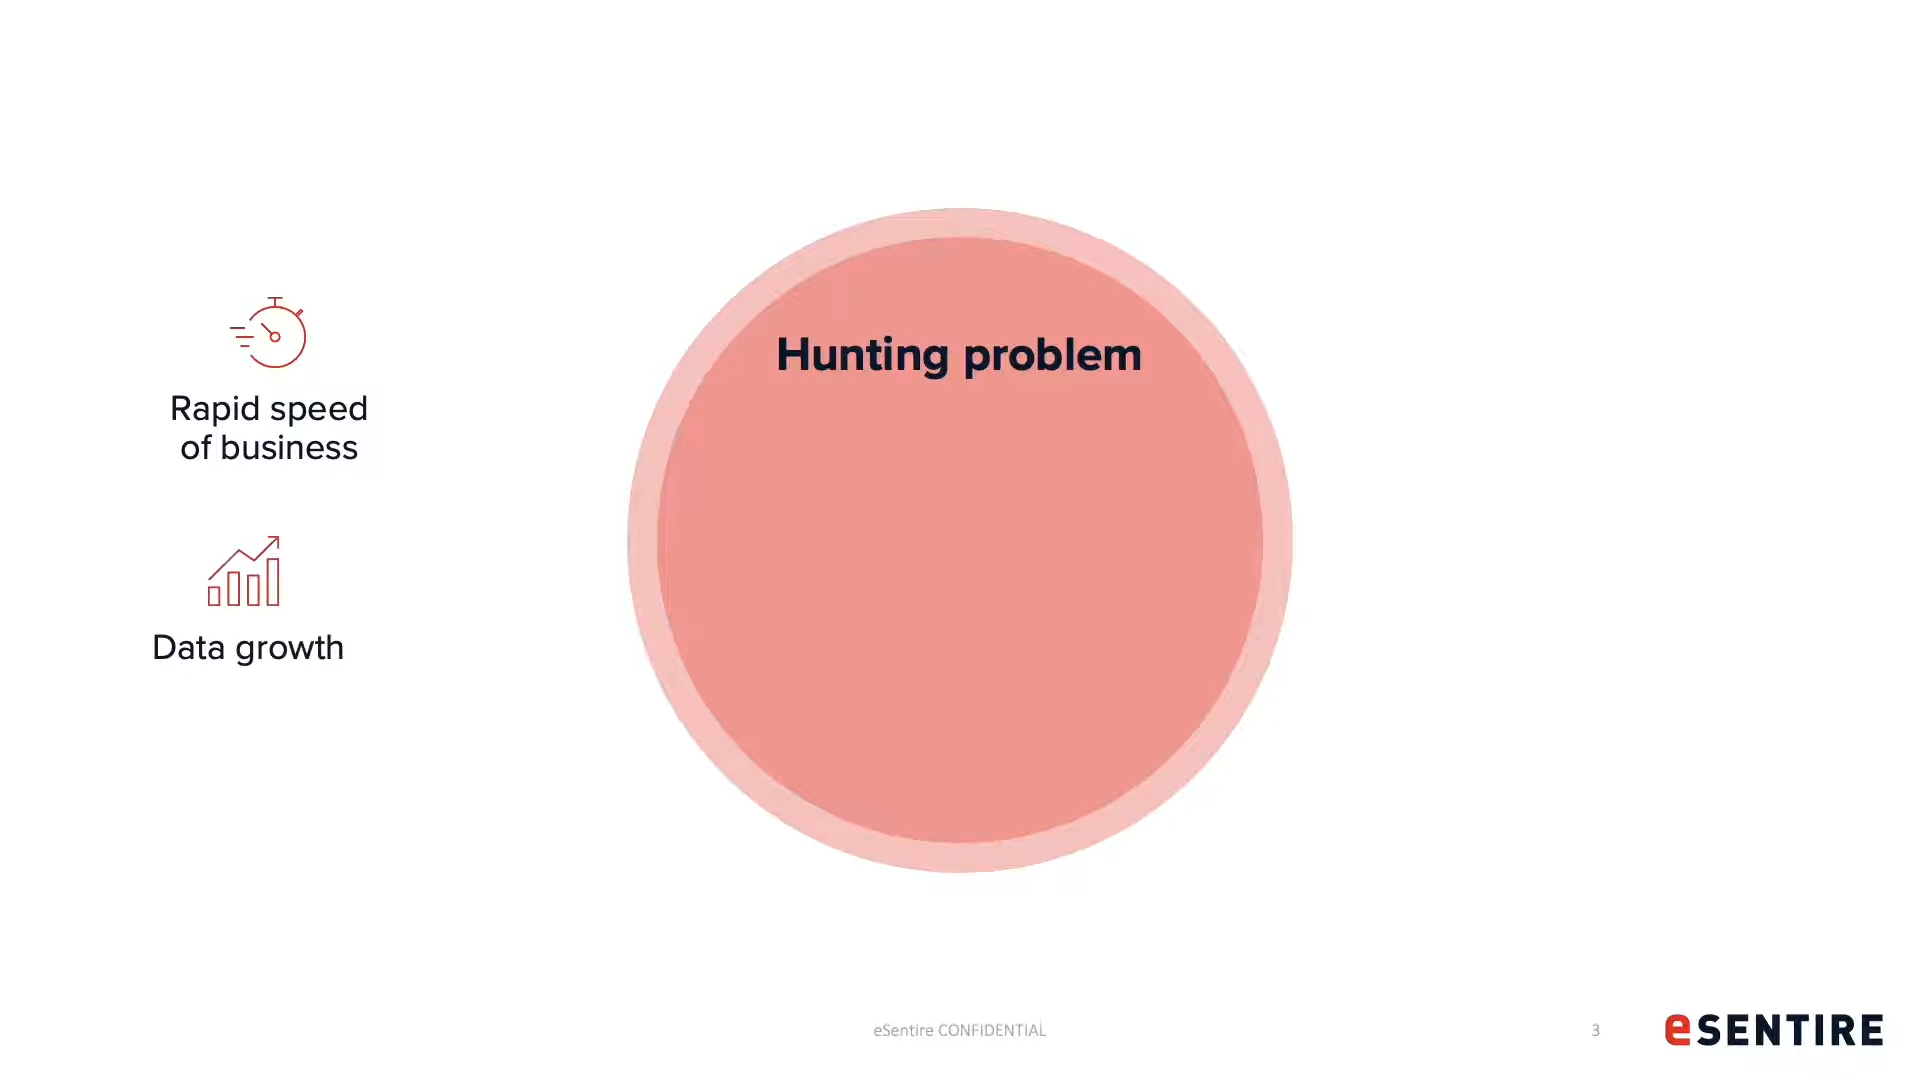 Hunting problem
Rapid speed
of business
Data growth
eSentire CONFIDENTIAL
3
eSENTIRE